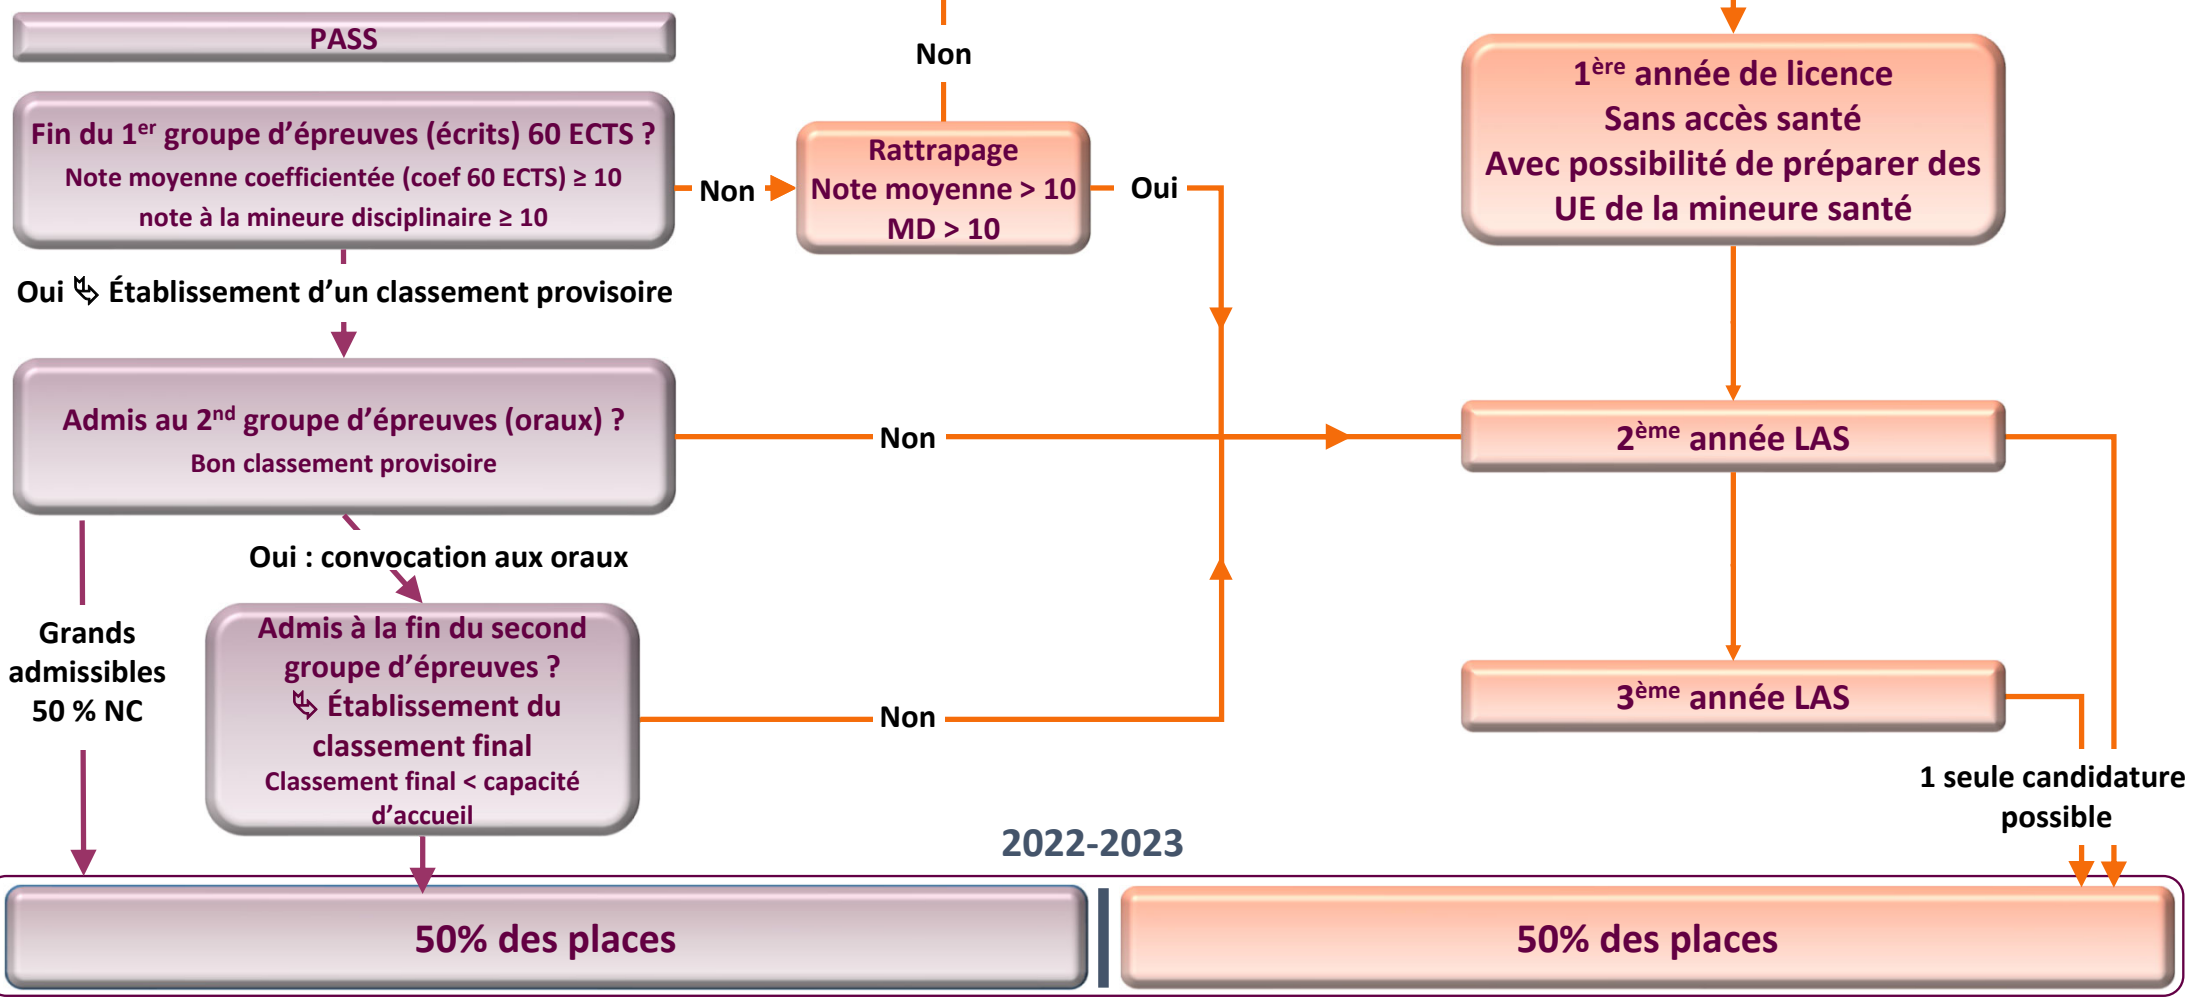 PASS
Fin du 1er groupe d'épreuves (écrits) 60 ECTS ?
Note moyenne coefficientée (coef 60 ECTS) ≥ 10
note à la mineure disciplinaire ≥ 10
Non
Non
Rattrapage
Note moyenne > 10
MD > 10
Oui
1ère année de licence
Sans accès santé
Avec possibilité de préparer des
UE de la mineure santé
Oui ⮑ Établissement d'un classement provisoire
Admis au 2nd groupe d'épreuves (oraux) ?
Bon classement provisoire
Non
2ème année LAS
Oui : convocation aux oraux
Grands
admissibles
50 % NC
Admis à la fin du second
groupe d'épreuves ?
⮑ Établissement du
classement final
Classement final < capacité
d'accueil
Non
3ème année LAS
1 seule candidature
possible
2022-2023
50% des places
50% des places